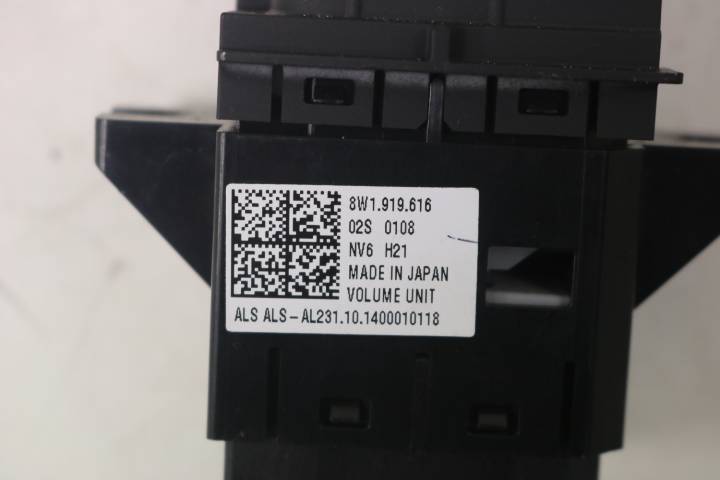 8W1.919.616
02S 0108
NV6 H21
MADE IN JAPAN
VOLUME UNIT
ALS ALS-AL231.10.1400010118